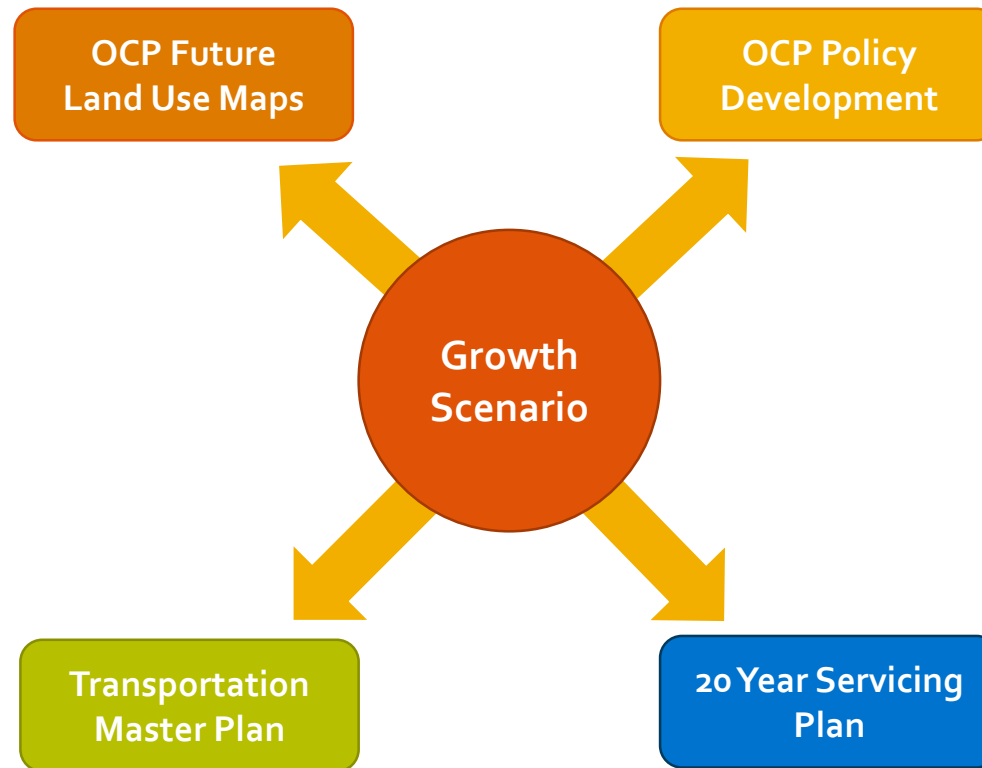 OCP Future
Land Use Maps
OCP Policy
Development
Growth
Scenario
Transportation
Master Plan
20 Year Servicing
Plan